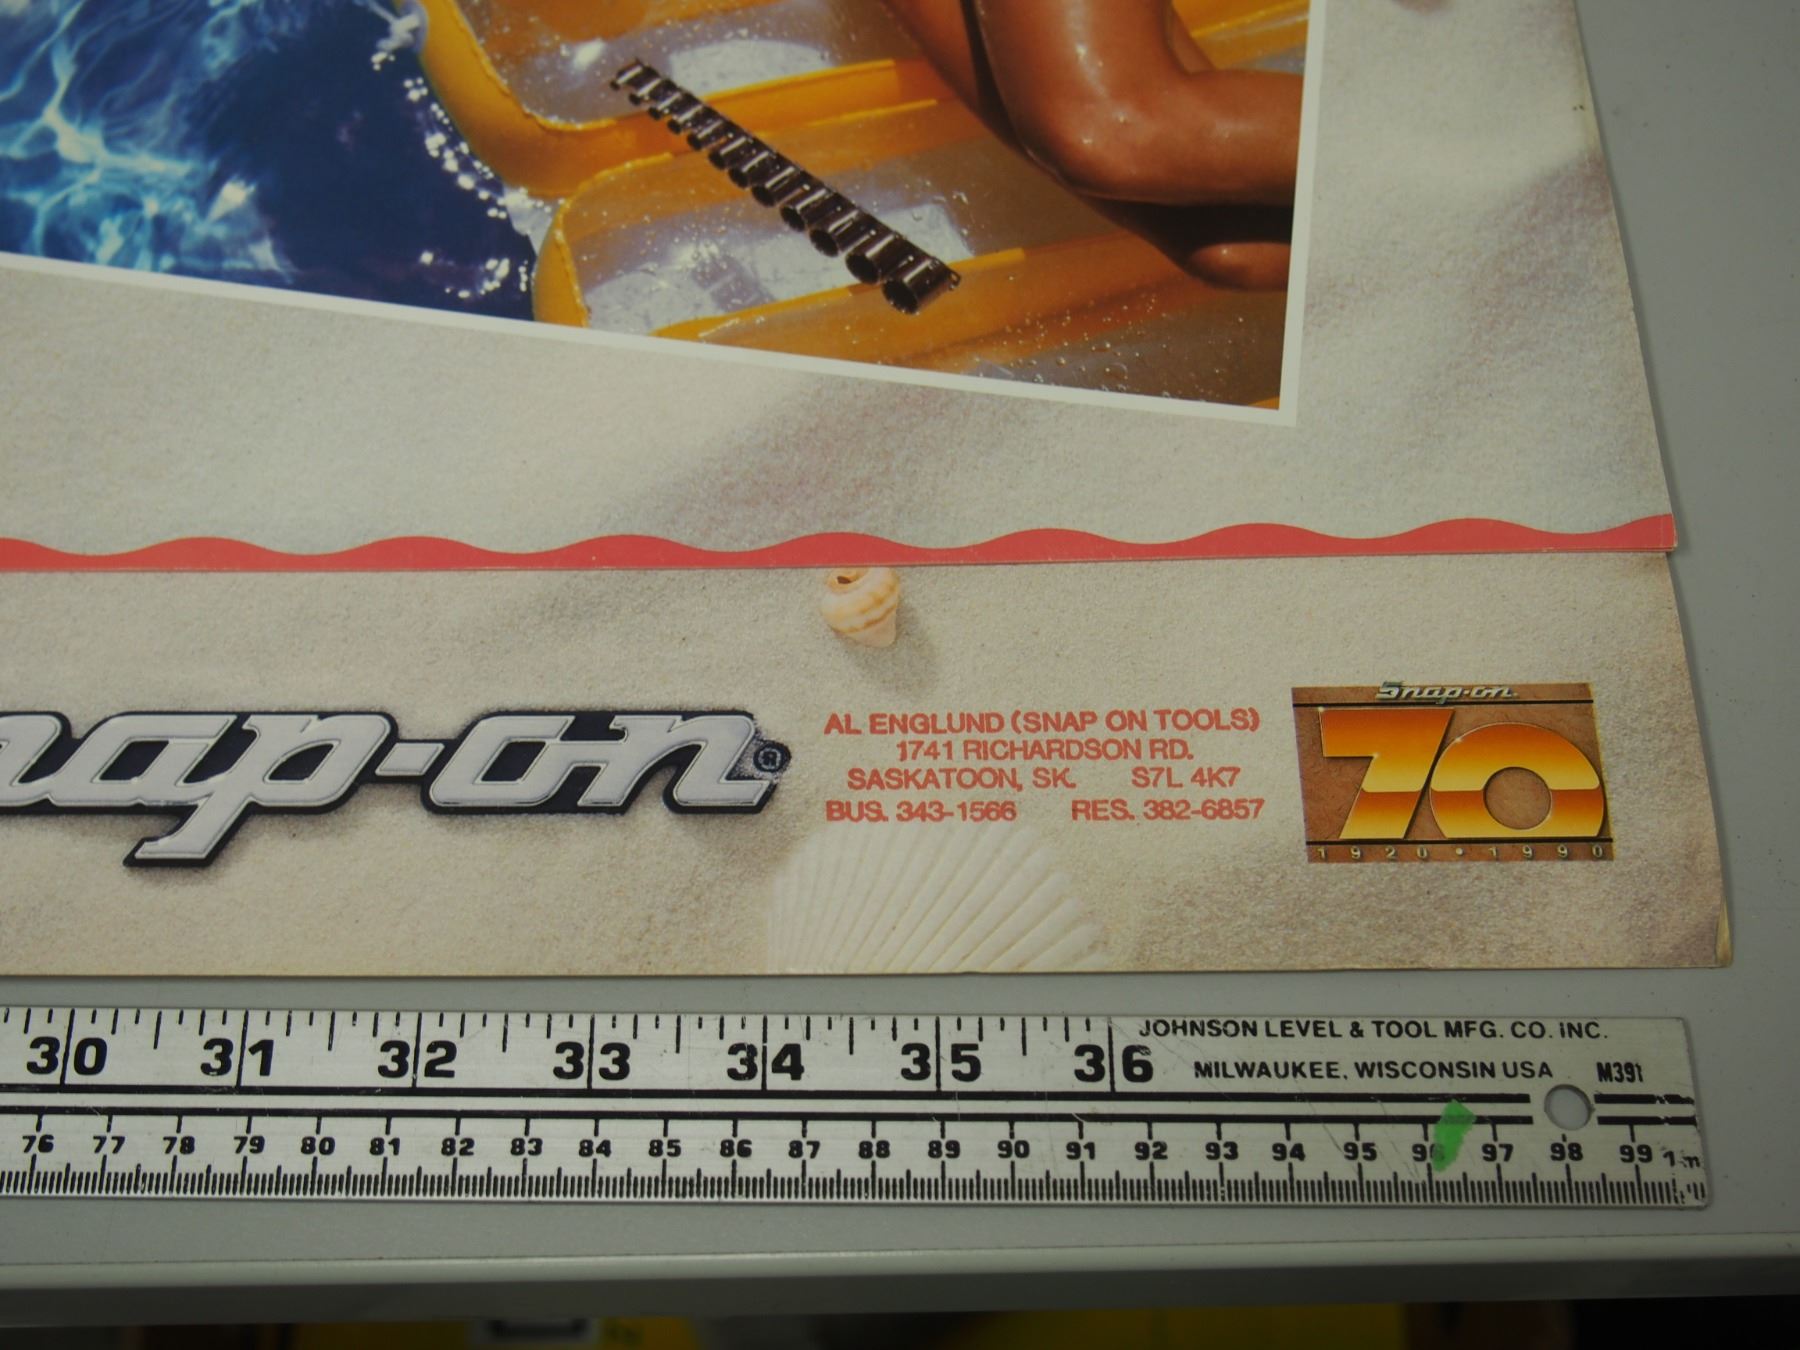 nap-on®
AL ENGLUND (SNAP ON TOOLS)
1741 RICHARDSON RD.
SASKATOON, SK. S7L 4K7
BUS. 343-1566 RES. 382-6857
Snap-on
70
1920 • 1990
30 31 32 33 34 35 36
JOHNSON LEVEL & TOOL MFG. CO. INC.
MILWAUKEE, WISCONSIN USA M391
76 77 78 79 80 81 82 83 84 85 86 87 88 89 90 91 92 93 94 95 96 97 98 99 1m